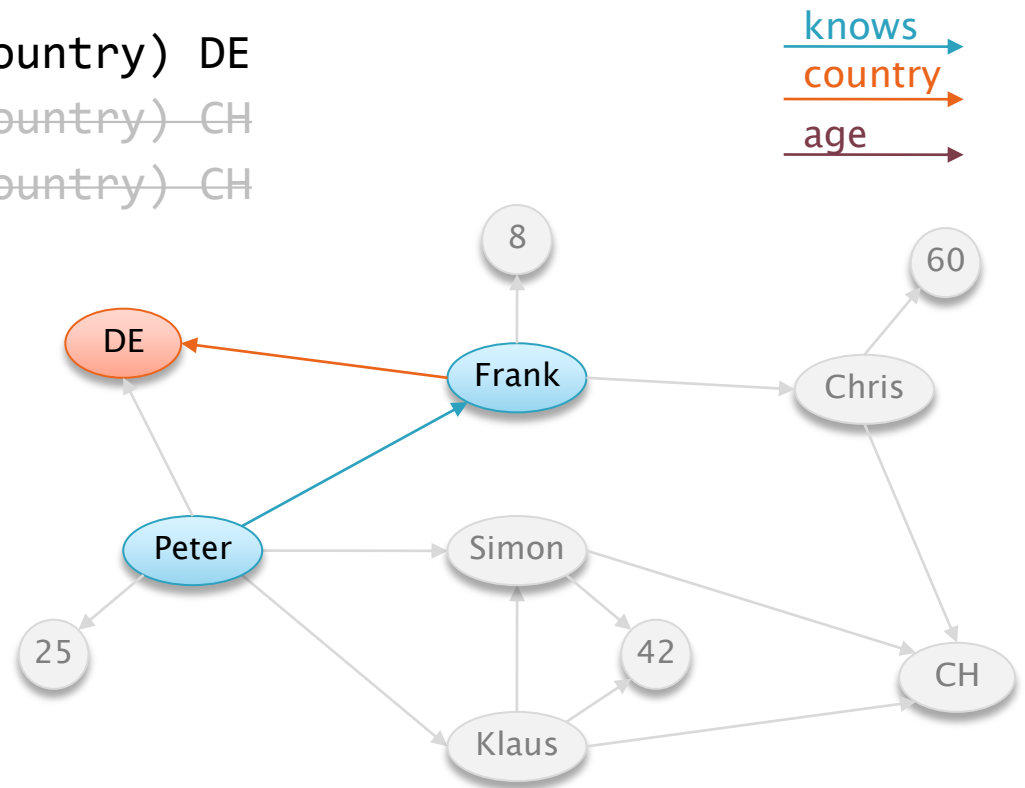 ountry) DE
ountry) CH
ountry) CH
knows
country
age
8
60
DE
Frank
Chris
Peter
Simon
25
42
CH
Klaus